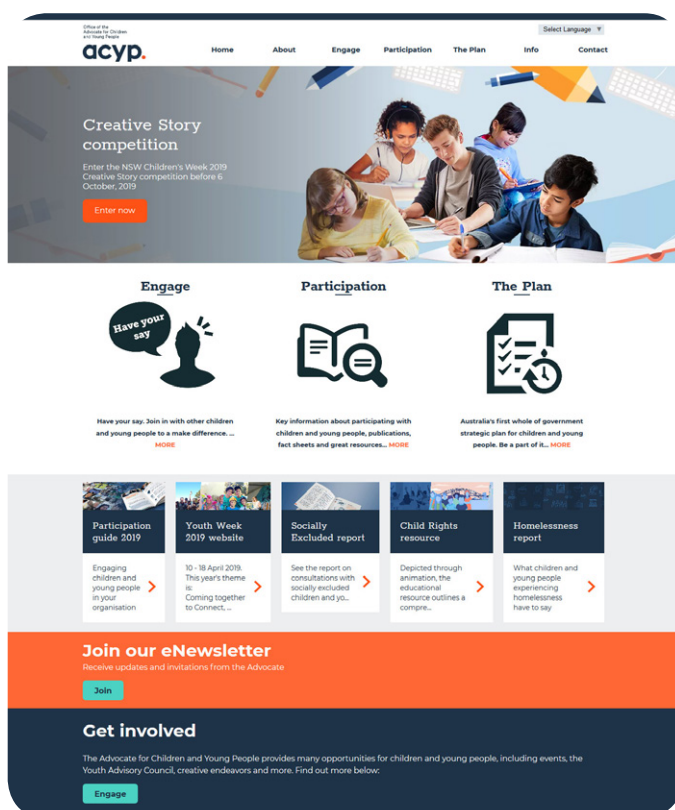 Office of the
Advocate for Children
and Young People
acyp.
Select Language ▼
Home About Engage Participation The Plan Info Contact
Creative Story
competition
Enter the NSW Children's Week 2019
Creative Story competition before 6
October, 2019
Enter now
Engage
Have your
say
Have your say. Join in with other children
and young people to a make difference. ...
MORE
Participation
Key information about participating with
children and young people, publications,
fact sheets and great resources... MORE
The Plan
Australia's first whole of government
strategic plan for children and young
people. Be a part of it... MORE
Participation
guide 2019
Engaging
children and
young people
in your
organisation
Youth Week
2019 website
10 - 18 April 2019.
This year's theme
is:
Coming together
to Connect, ...
Socially
Excluded report
See the report on
consultations with
socially excluded
children and yo...
Child Rights
resource
Depicted through
animation, the
educational
resource outlines a
compre...
Homelessness
report
What children and
young people
experiencing
homelessness
have to say
Join our eNewsletter
Receive updates and invitations from the Advocate
Join
Get involved
The Advocate for Children and Young People provides many opportunities for children and young people, including events, the
Youth Advisory Council, creative endeavors and more. Find out more below:
Engage